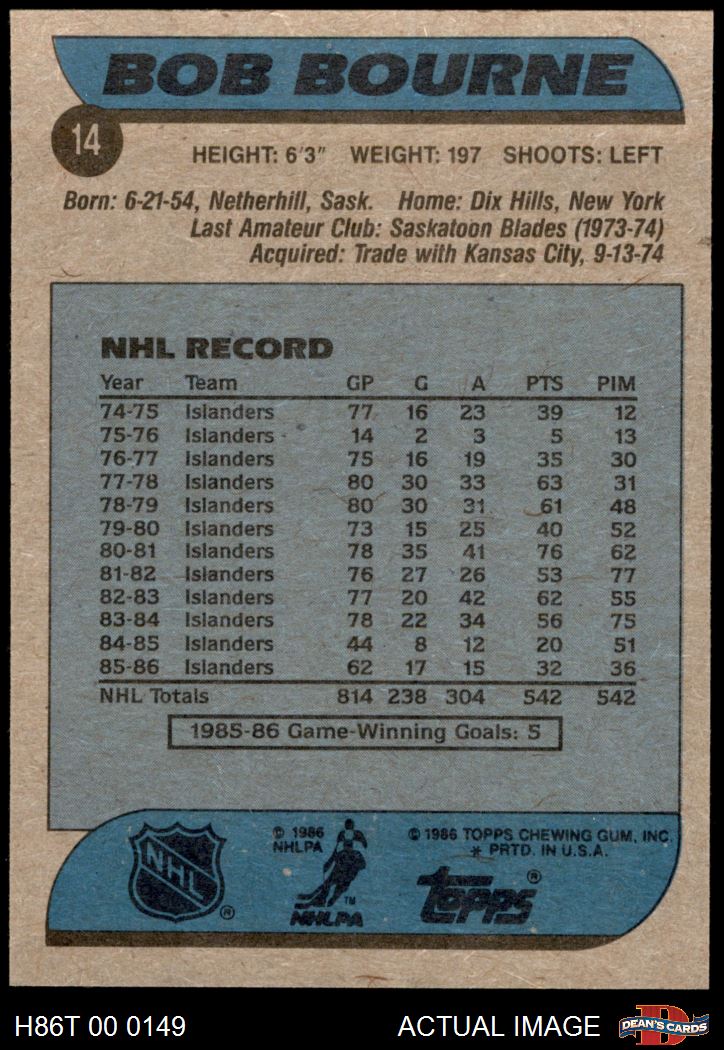 BOB BOURNE
14
HEIGHT: 6'3" WEIGHT: 197 SHOOTS: LEFT
Born: 6-21-54, Netherhill, Sask. Home: Dix Hills, New York
Last Amateur Club: Saskatoon Blades (1973-74)
Acquired: Trade with Kansas City, 9-13-74
NHL RECORD
Year Team GP G A PTS PIM
74-75 Islanders 77 16 23 39 12
75-76 Islanders 14 2 3 5 13
76-77 Islanders 75 16 19 35 30
77-78 Islanders 80 30 33 63 31
78-79 Islanders 80 30 31 61 48
79-80 Islanders 73 15 25 40 52
80-81 Islanders 78 35 41 76 62
81-82 Islanders 76 27 26 53 77
82-83 Islanders 77 20 42 62 55
83-84 Islanders 78 22 34 56 75
84-85 Islanders 44 8 12 20 51
85-86 Islanders 62 17 15 32 36
NHL Totals 814 238 304 542 542
1985-86 Game-Winning Goals: 5
NHL ®
© 1986
NHLPA
™
NHLPA
© 1986 TOPPS CHEWING GUM, INC.
* PRTD. IN U.S.A.
TOPPS ®
H86T 00 0149 ACTUAL IMAGE
D
DEAN'S CARDS